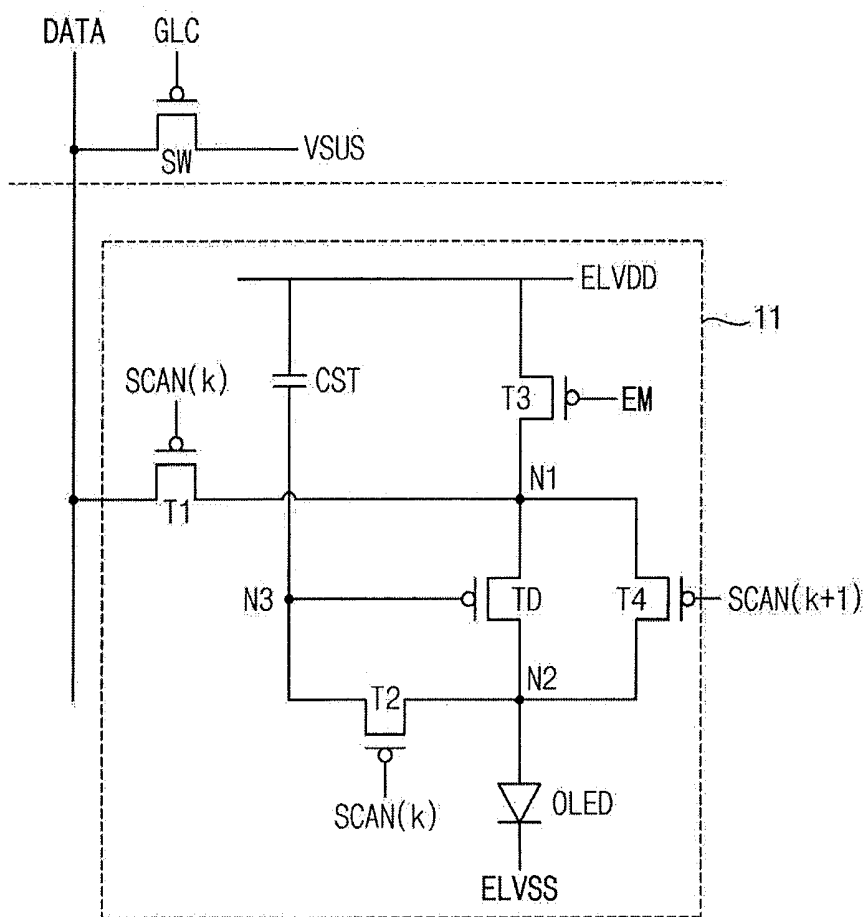 DATA
GLC
SW
VSUS
ELVDD
11
SCAN(k)
CST
T3
EM
T1
N1
N3
TD
T4
SCAN(k+1)
T2
N2
SCAN(k)
OLED
ELVSS